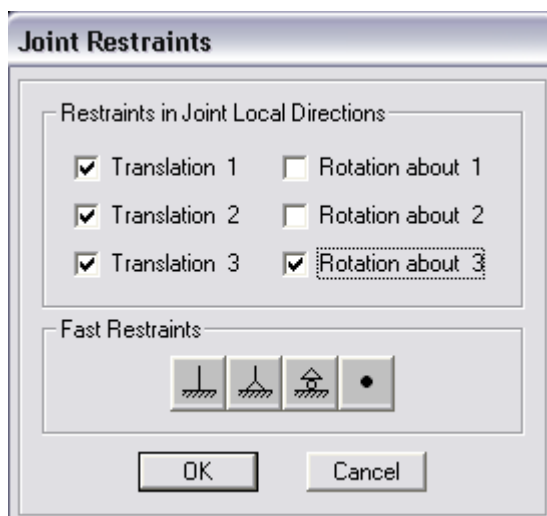 Joint Restraints
Restraints in Joint Local Directions
Translation 1 Rotation about 1
Translation 2 Rotation about 2
Translation 3 Rotation about 3
Fast Restraints
OK Cancel